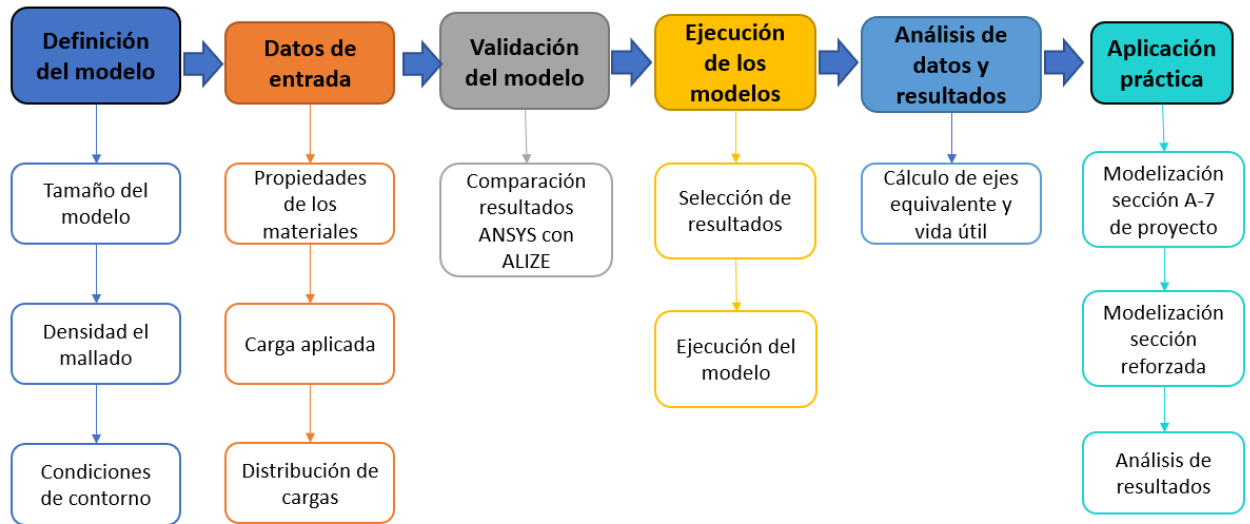 Definición
del modelo
Datos de
entrada
Validación
del modelo
Ejecución
de los
modelos
Análisis de
datos y
resultados
Aplicación
práctica
Tamaño del
modelo
Densidad el
mallado
Condiciones
de contorno
Propiedades
de los
materiales
Carga aplicada
Distribución de
cargas
Comparación
resultados
ANSYS con
ALIZE
Selección de
resultados
Ejecución del
modelo
Cálculo de ejes
equivalente y
vida útil
Modelización
sección A-7
de proyecto
Modelización
sección
reforzada
Análisis de
resultados